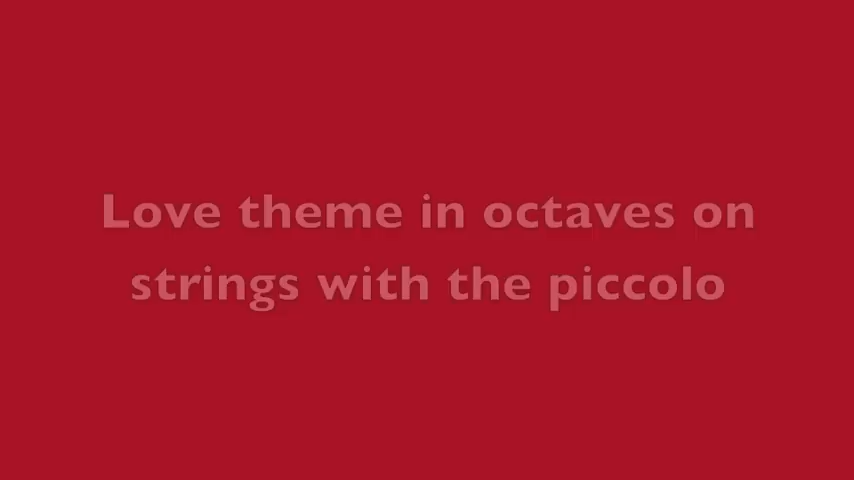 Love theme in octaves on
strings with the piccolo